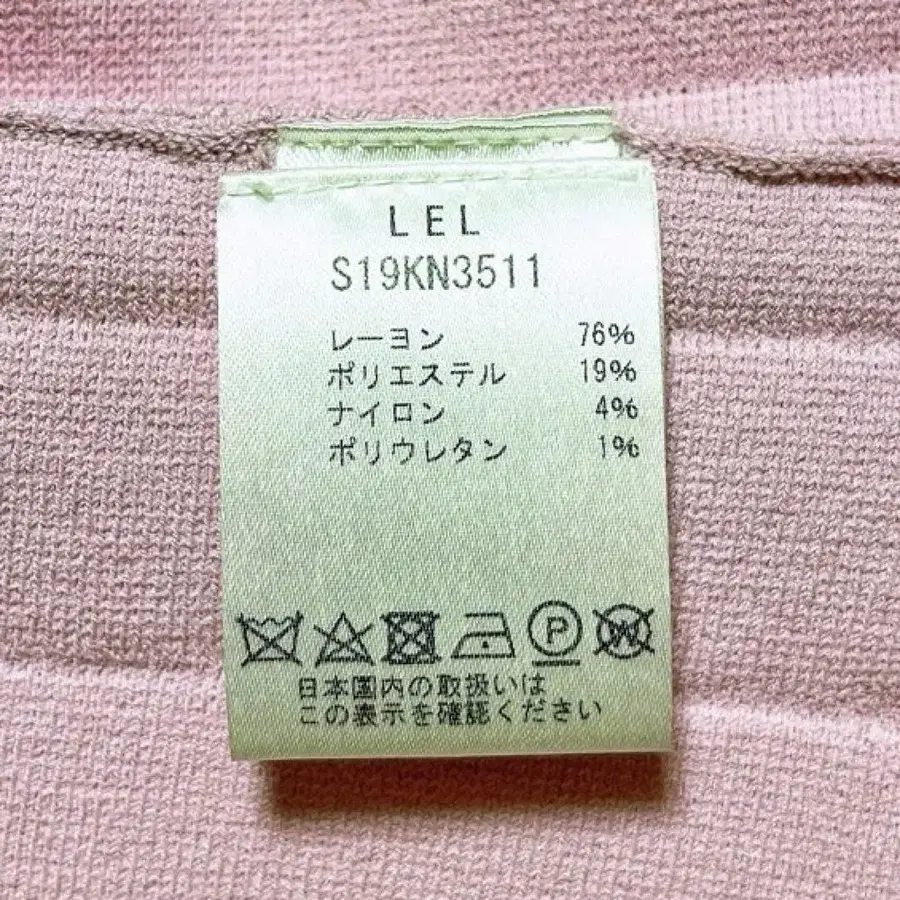 LEL
S19KN3511
レーヨン 76%
ポリエステル 19%
ナイロン 4%
ポリウレタン 1%
P W
日本国内の取扱いは
この表示を確認ください